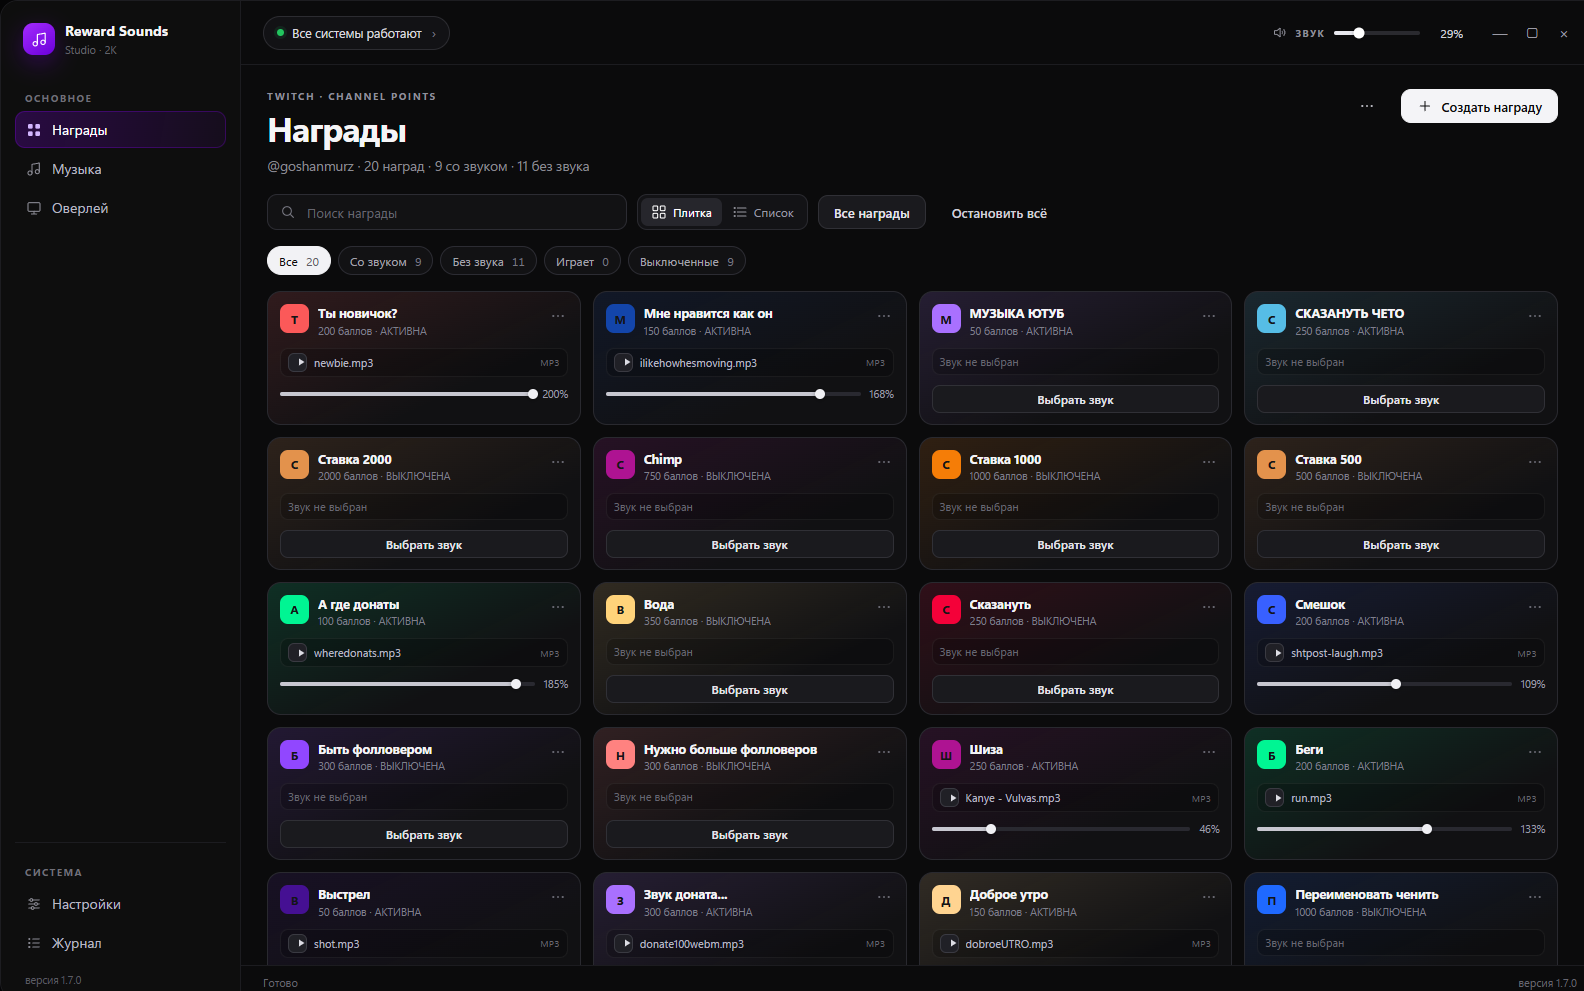 Reward Sounds
Studio · 2K
ОСНОВНОЕ
Награды
Музыка
Оверлей
СИСТЕМА
Настройки
Журнал
версия 1.7.0
Все системы работают ›
ЗВУК 29%
TWITCH · CHANNEL POINTS
Награды
@goshanmurz · 20 наград · 9 со звуком · 11 без звука
... + Создать награду
Поиск награды
Плитка Список Все награды Остановить всё
Все 20 Со звуком 9 Без звука 11 Играет 0 Выключенные 9
Т Ты новичок? ...
200 баллов · АКТИВНА
newbie.mp3 MP3
200%
М Мне нравится как он ...
150 баллов · АКТИВНА
ilikehowhesmoving.mp3 MP3
168%
М МУЗЫКА ЮТУБ ...
50 баллов · АКТИВНА
Звук не выбран
Выбрать звук
С СКАЗАНУТЬ ЧЕТО ...
250 баллов · АКТИВНА
Звук не выбран
Выбрать звук
С Ставка 2000 ...
2000 баллов · ВЫКЛЮЧЕНА
Звук не выбран
Выбрать звук
C Chimp ...
750 баллов · ВЫКЛЮЧЕНА
Звук не выбран
Выбрать звук
С Ставка 1000 ...
1000 баллов · ВЫКЛЮЧЕНА
Звук не выбран
Выбрать звук
С Ставка 500 ...
500 баллов · ВЫКЛЮЧЕНА
Звук не выбран
Выбрать звук
А А где донаты ...
100 баллов · АКТИВНА
wheredonats.mp3 MP3
185%
В Вода ...
350 баллов · ВЫКЛЮЧЕНА
Звук не выбран
Выбрать звук
С Сказануть ...
250 баллов · ВЫКЛЮЧЕНА
Звук не выбран
Выбрать звук
С Смешок ...
200 баллов · АКТИВНА
shtpost-laugh.mp3 MP3
109%
Б Быть фолловером ...
300 баллов · ВЫКЛЮЧЕНА
Звук не выбран
Выбрать звук
Н Нужно больше фолловеров ...
300 баллов · ВЫКЛЮЧЕНА
Звук не выбран
Выбрать звук
Ш Шиза ...
250 баллов · АКТИВНА
Kanye - Vulvas.mp3 MP3
46%
Б Беги ...
200 баллов · АКТИВНА
run.mp3 MP3
133%
В Выстрел ...
50 баллов · АКТИВНА
shot.mp3 MP3
З Звук доната... ...
300 баллов · АКТИВНА
donate100webm.mp3 MP3
Д Доброе утро ...
150 баллов · АКТИВНА
dobroeUTRO.mp3 MP3
П Переименовать ченить ...
1000 баллов · ВЫКЛЮЧЕНА
Звук не выбран
Готово
версия 1.7.0